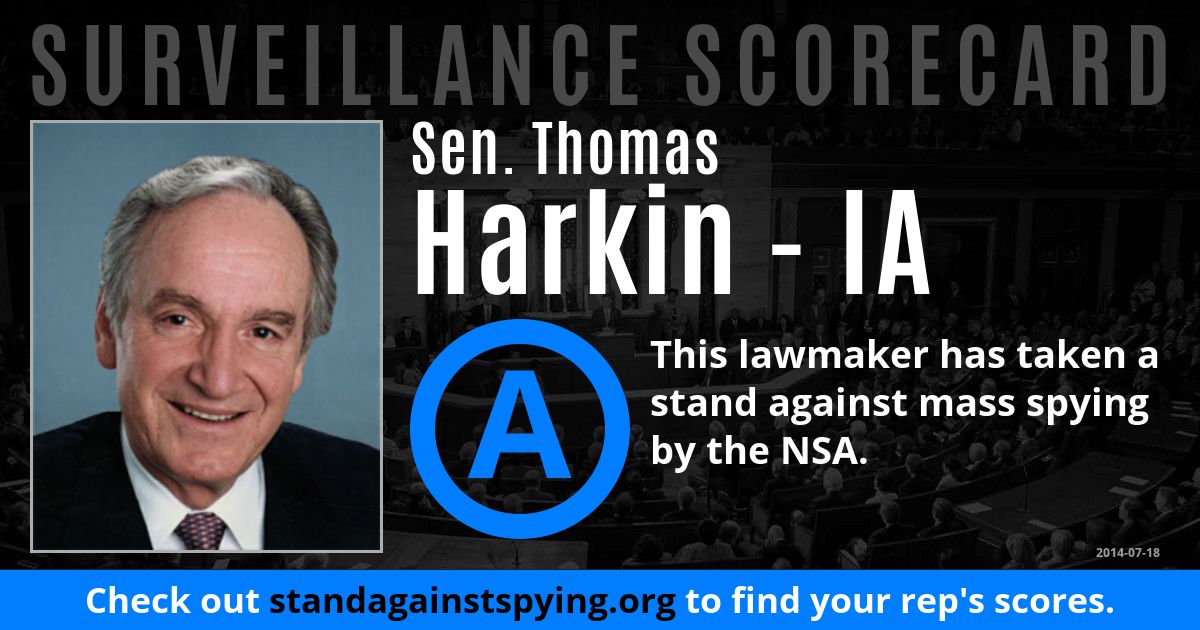 SURVEILLANCE SCORECARD
Sen. Thomas
Harkin - IA
A
This lawmaker has taken a
stand against mass spying
by the NSA.
2014-07-18
Check out standagainstspying.org to find your rep's scores.